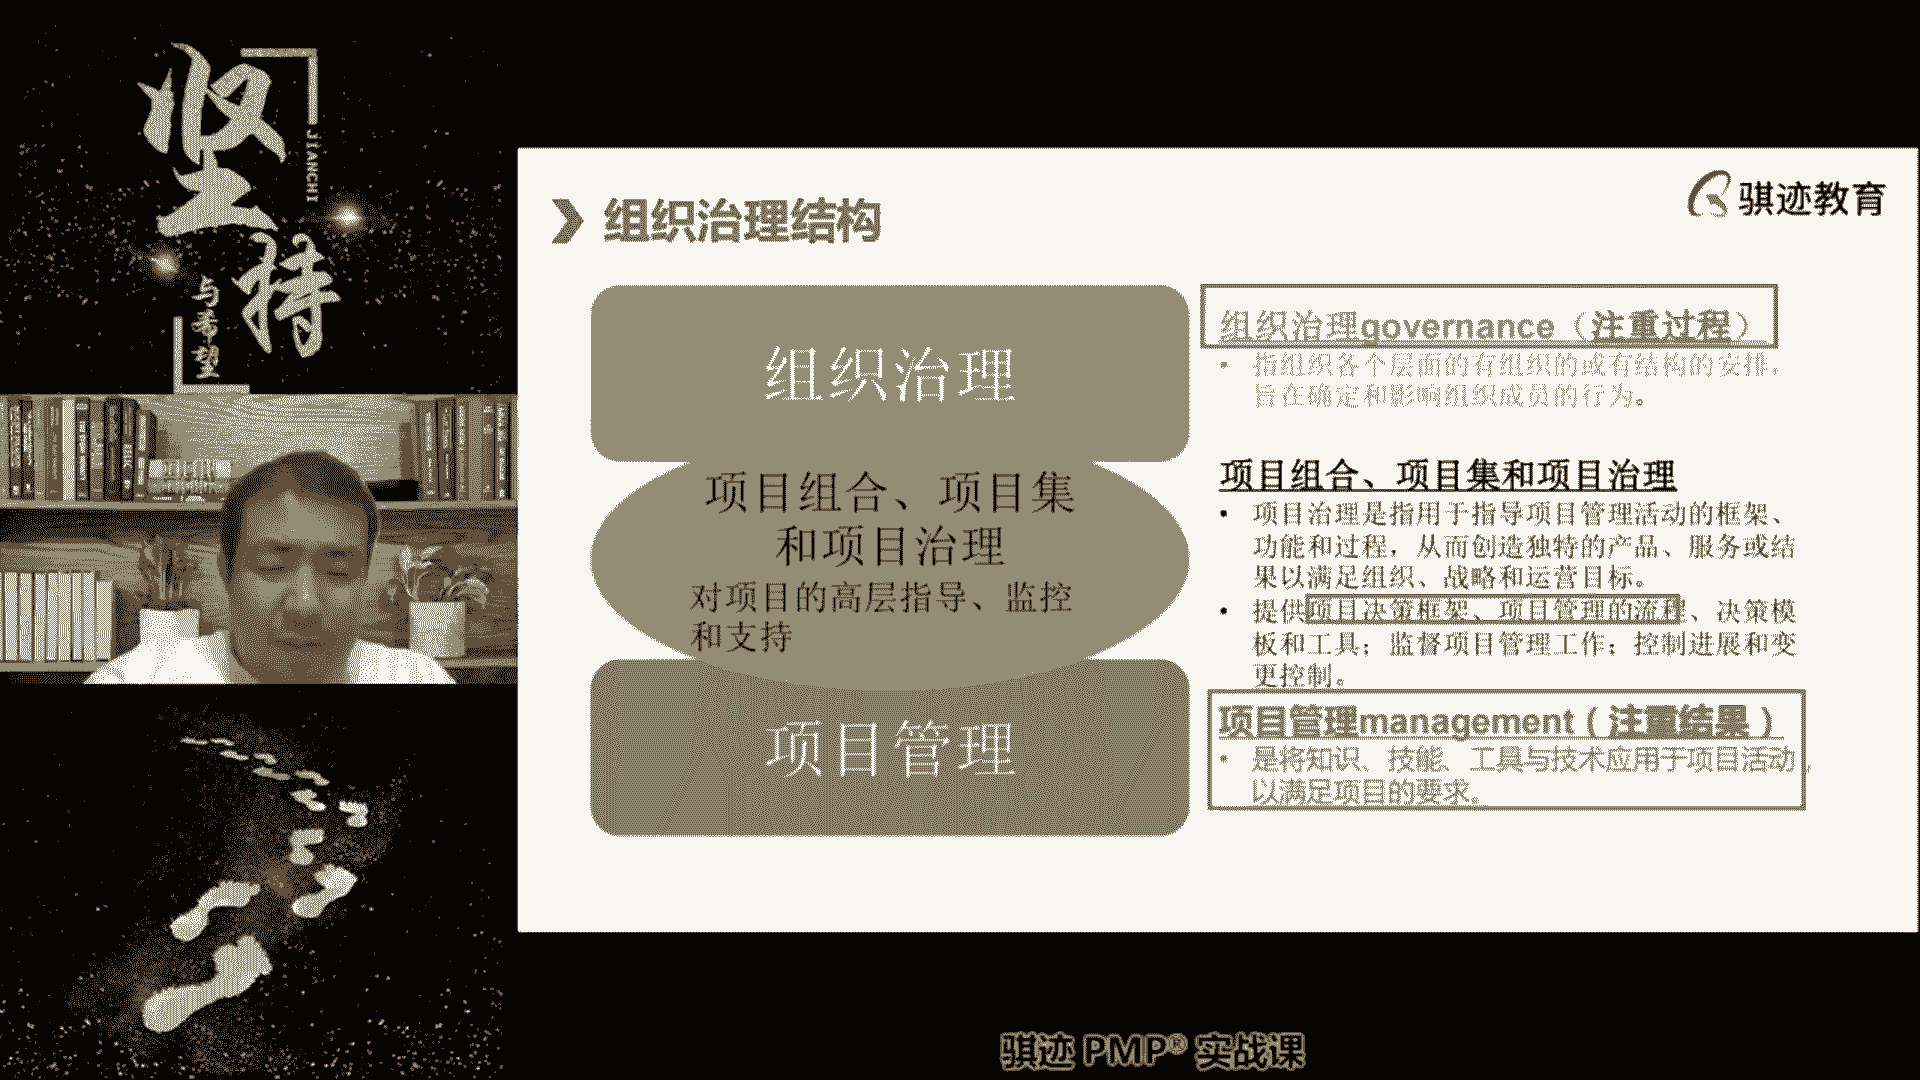 坚持
JIANCHI
与希望
骐迹教育
组织治理结构
组织治理
项目组合、项目集
和项目治理
对项目的高层指导、监控
和支持
项目管理
组织治理governance（注重过程）
• 指组织各个层面的有组织的或有结构的安排，
旨在确定和影响组织成员的行为。
项目组合、项目集和项目治理
• 项目治理是指用于指导项目管理活动的框架、
功能和过程，从而创造独特的产品、服务或结
果以满足组织、战略和运营目标。
• 提供项目决策框架、项目管理的流程、决策模
板和工具；监督项目管理工作；控制进展和变
更控制。
项目管理management（注重结果）
• 是将知识、技能、工具与技术应用于项目活动，
以满足项目的要求。
骐迹 PMP® 实战课